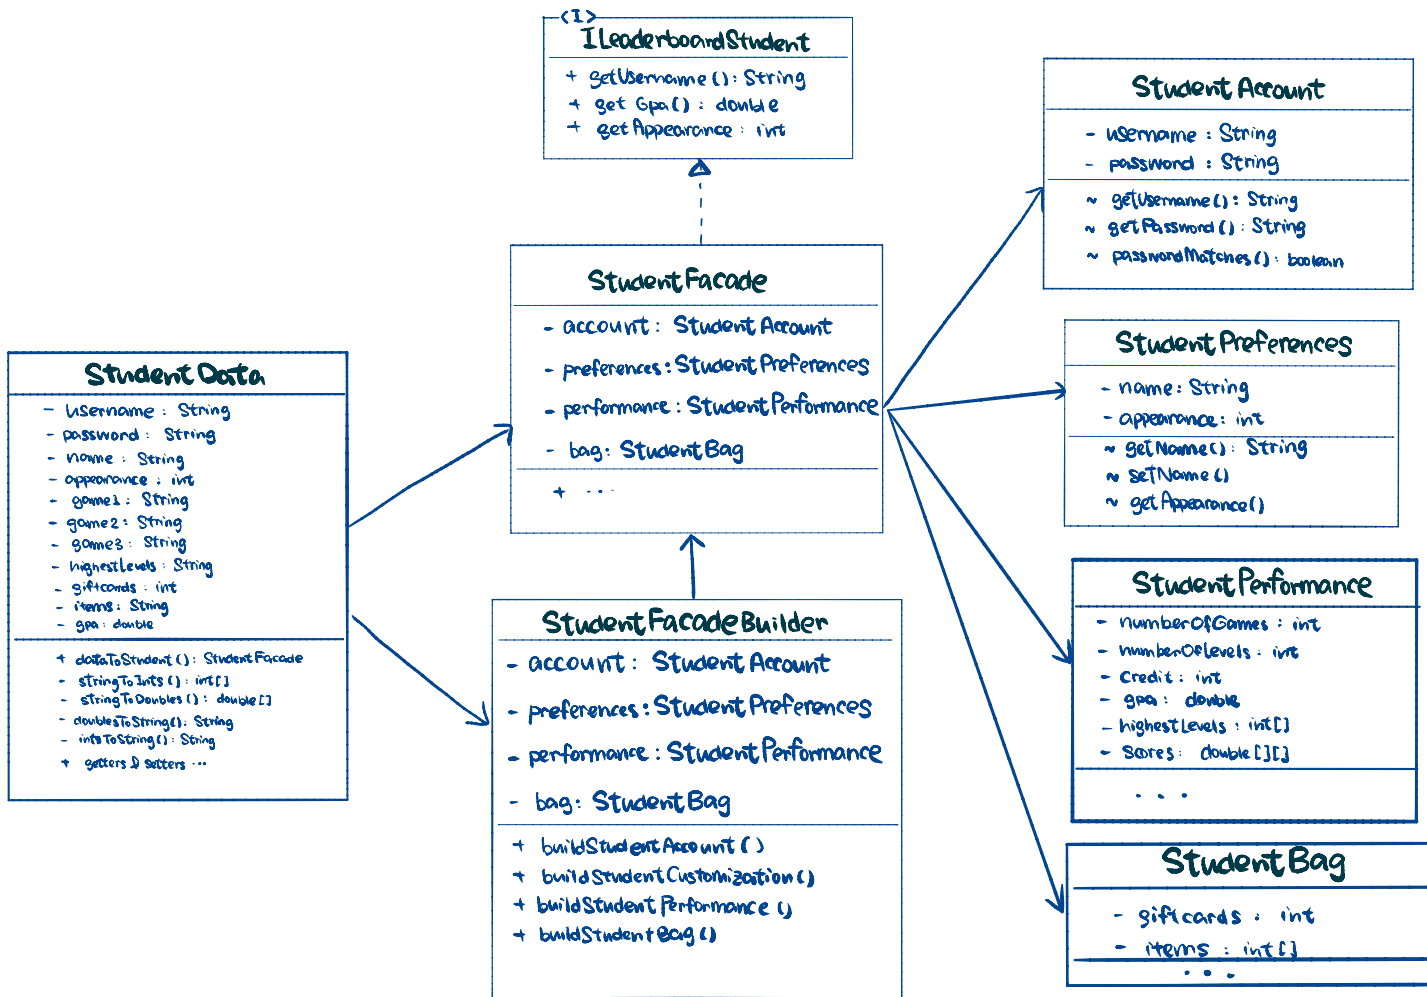 <I>
ILeaderboardStudent
+ getUsername(): String
+ get Gpa() : double
+ getAppearance : int
StudentAccount
- username : String
- password : String
~ getUsername(): String
~ getPassword() : String
~ passwordMatches() : boolean
StudentFacade
- account: StudentAccount
- preferences: StudentPreferences
- performance: StudentPerformance
- bag: StudentBag
+ ...
StudentPreferences
- name: String
- appearance: int
~ getName(): String
~ setName()
~ getAppearance()
StudentData
- username : String
- password : String
- name : String
- appearance : int
- game1 : String
- game2 : String
- game3 : String
- highestLevels : String
- giftcards : int
- items : String
- gpa: double
+ dataToStudent() : StudentFacade
- stringToInts() : int[]
- stringToDoubles() : double[]
- doublesToString(): String
- intsToString() : String
+ getters & setters ...
StudentFacadeBuilder
- account: StudentAccount
- preferences: StudentPreferences
- performance: StudentPerformance
- bag: StudentBag
+ buildStudentAccount()
+ buildStudentCustomization()
+ buildStudentPerformance()
+ buildStudentBag()
StudentPerformance
- numberOfGames : int
- numberOfLevels : int
- credit : int
- gpa : double
- highestLevels : int[]
- scores: double[][]
...
StudentBag
- giftcards : int
- items : int[]
...